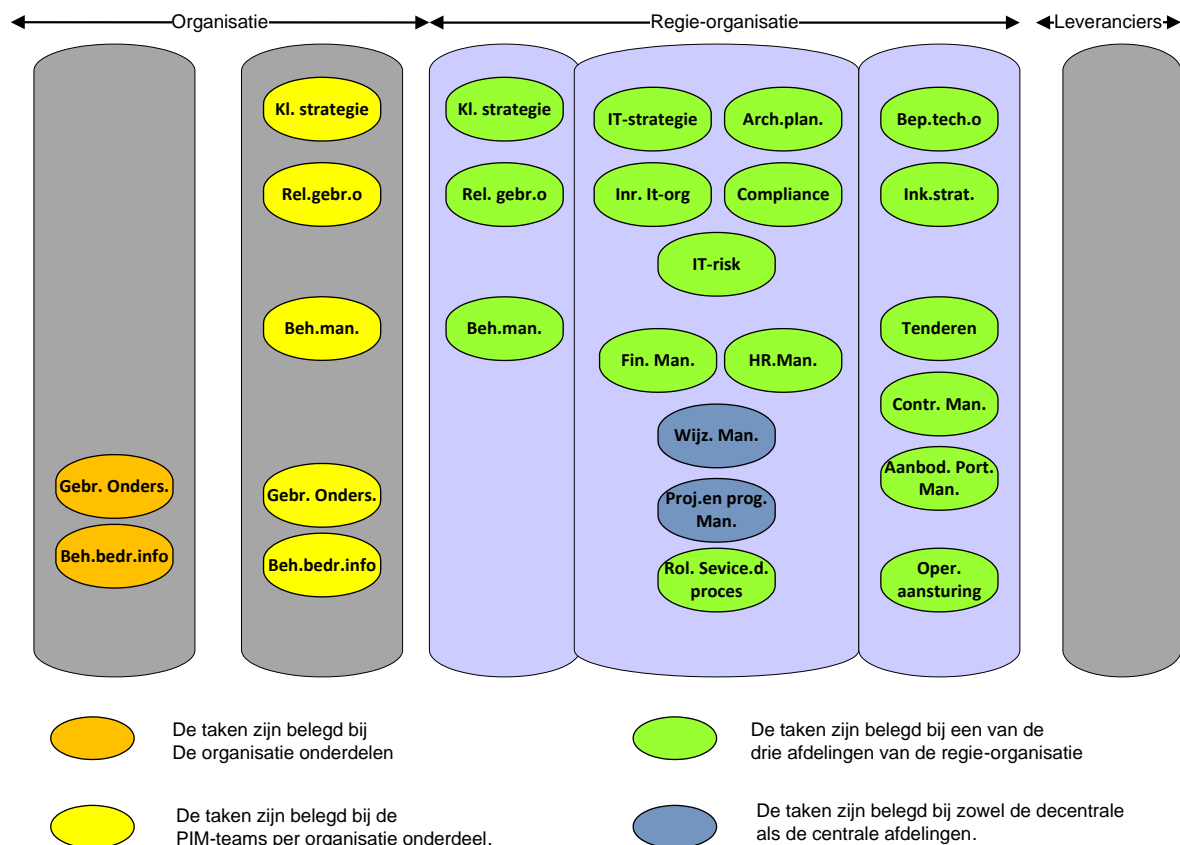 Organisatie
Regie-organisatie
Leveranciers
Gebr. Onders.
Beh.bedr.info
Kl. strategie
Rel.gebr.o
Beh.man.
Gebr. Onders.
Beh.bedr.info
Kl. strategie
Rel. gebr.o
Beh.man.
IT-strategie
Arch.plan.
Inr. It-org
Compliance
IT-risk
Fin. Man.
HR.Man.
Wijz. Man.
Proj.en prog.
Man.
Rol. Sevice.d.
proces
Bep.tech.o
Ink.strat.
Tenderen
Contr. Man.
Aanbod. Port.
Man.
Oper.
aansturing
De taken zijn belegd bij
De organisatie onderdelen
De taken zijn belegd bij een van de
drie afdelingen van de regie-organisatie
De taken zijn belegd bij de
PIM-teams per organisatie onderdeel.
De taken zijn belegd bij zowel de decentrale
als de centrale afdelingen.